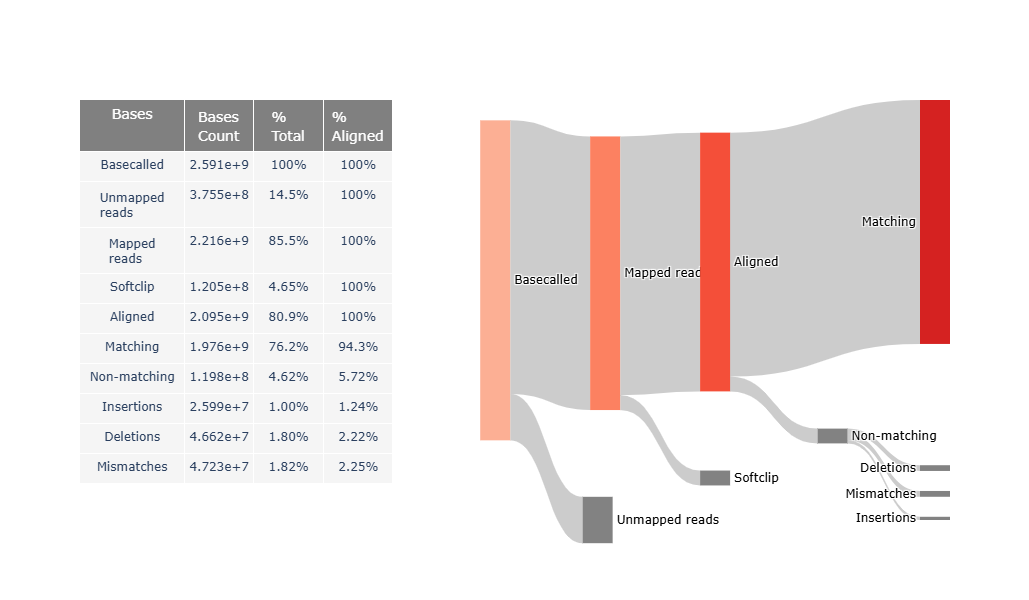 Bases Bases Count % Total % Aligned
Basecalled 2.591e+9 100% 100%
Unmapped reads 3.755e+8 14.5% 100%
Mapped reads 2.216e+9 85.5% 100%
Softclip 1.205e+8 4.65% 100%
Aligned 2.095e+9 80.9% 100%
Matching 1.976e+9 76.2% 94.3%
Non-matching 1.198e+8 4.62% 5.72%
Insertions 2.599e+7 1.00% 1.24%
Deletions 4.662e+7 1.80% 2.22%
Mismatches 4.723e+7 1.82% 2.25%
Basecalled
Mapped read
Aligned
Matching
Non-matching
Deletions
Softclip
Mismatches
Insertions
Unmapped reads